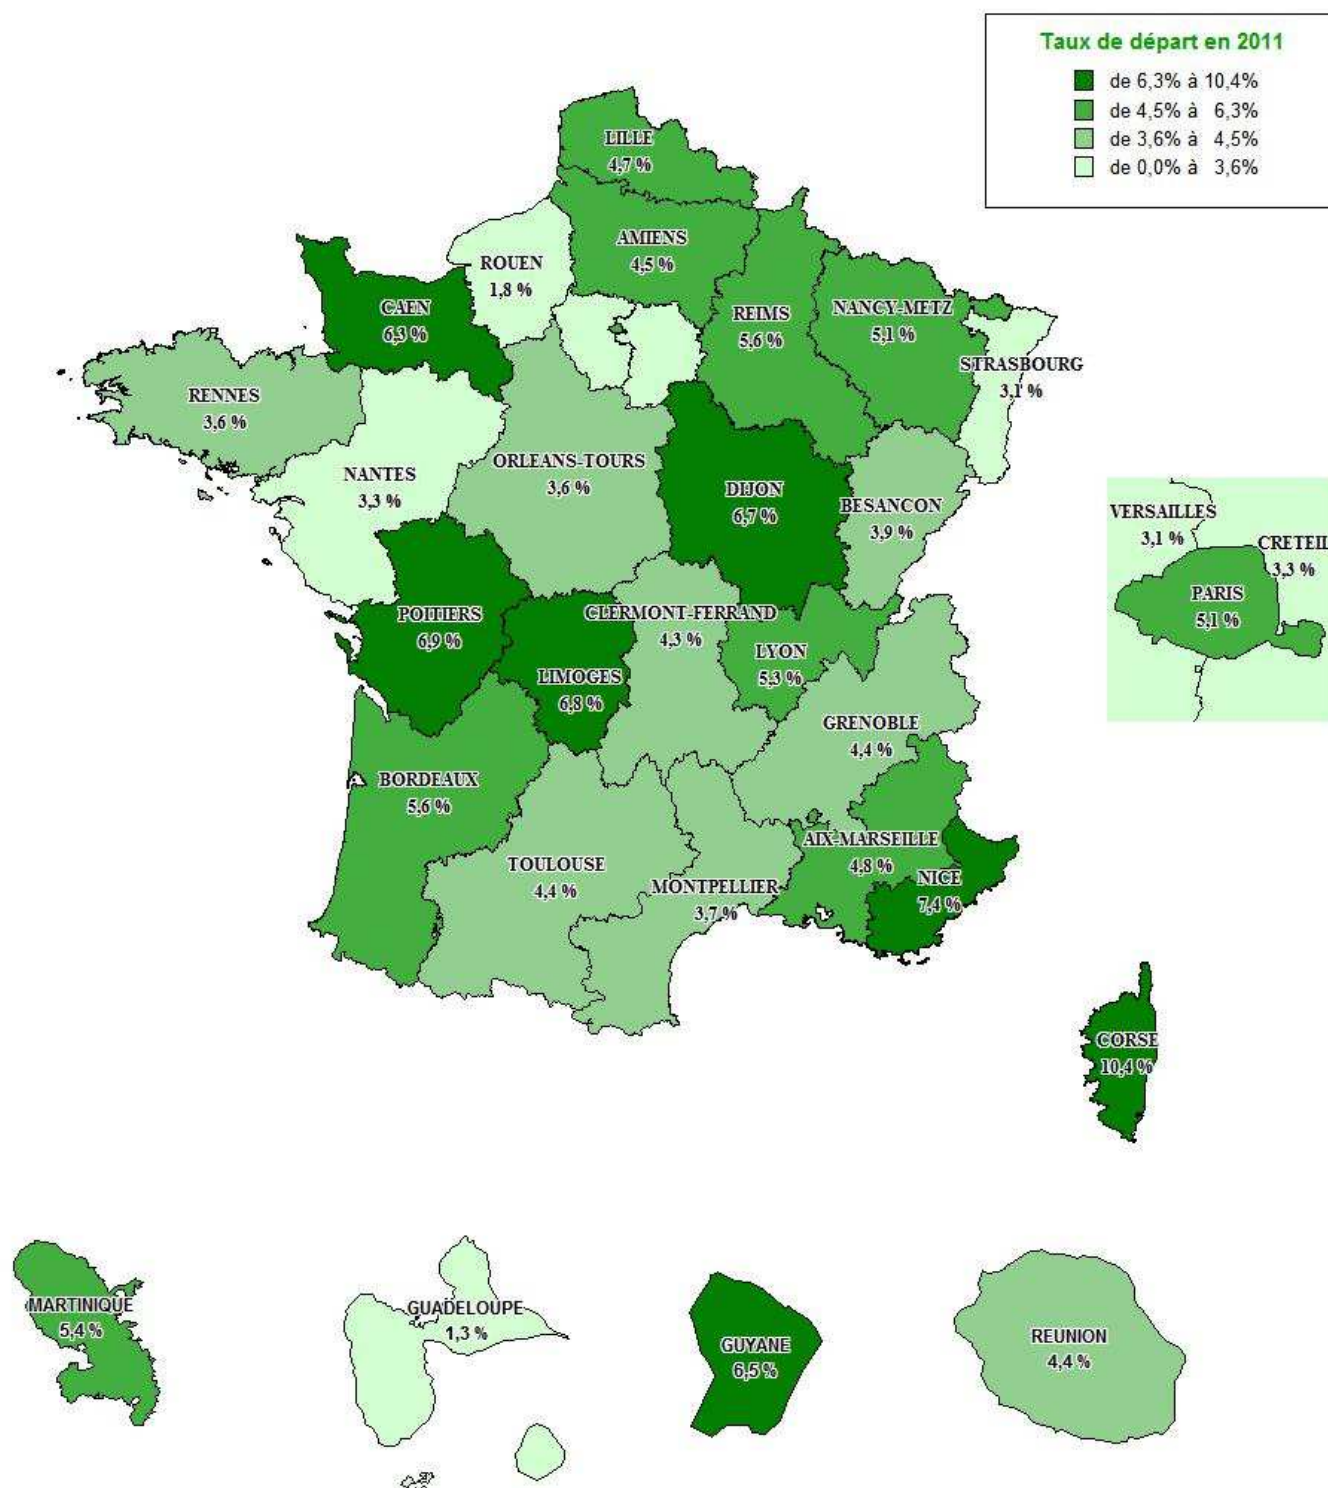 Taux de départ en 2011
de 6,3% à 10,4%
de 4,5% à 6,3%
de 3,6% à 4,5%
de 0,0% à 3,6%
LILLE
4,7 %
AMIENS
4,5 %
ROUEN
1,8 %
CAEN
6,3 %
REIMS
5,6 %
NANCY-METZ
5,1 %
STRASBOURG
3,1 %
RENNES
3,6 %
NANTES
3,3 %
ORLEANS-TOURS
3,6 %
DIJON
6,7 %
BESANCON
3,9 %
VERSAILLES
3,1 %
CRETEIL
3,3 %
PARIS
5,1 %
POITIERS
6,9 %
CLERMONT-FERRAND
4,3 %
LIMOGES
6,8 %
LYON
5,3 %
GRENOBLE
4,4 %
BORDEAUX
5,6 %
AIX-MARSEILLE
4,8 %
TOULOUSE
4,4 %
MONTPELLIER
3,7 %
NICE
7,4 %
CORSE
10,4 %
MARTINIQUE
5,4 %
GUADELOUPE
1,3 %
GUYANE
6,5 %
REUNION
4,4 %